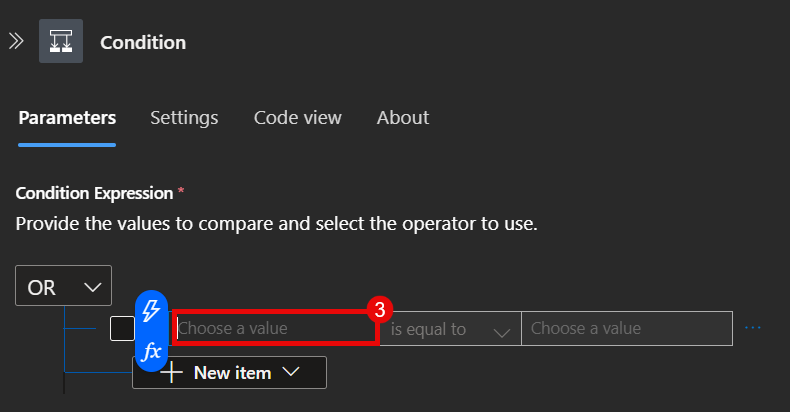 Condition
Parameters Settings Code view About
Condition Expression *
Provide the values to compare and select the operator to use.
OR
3
Choose a value is equal to Choose a value ...
fx
New item